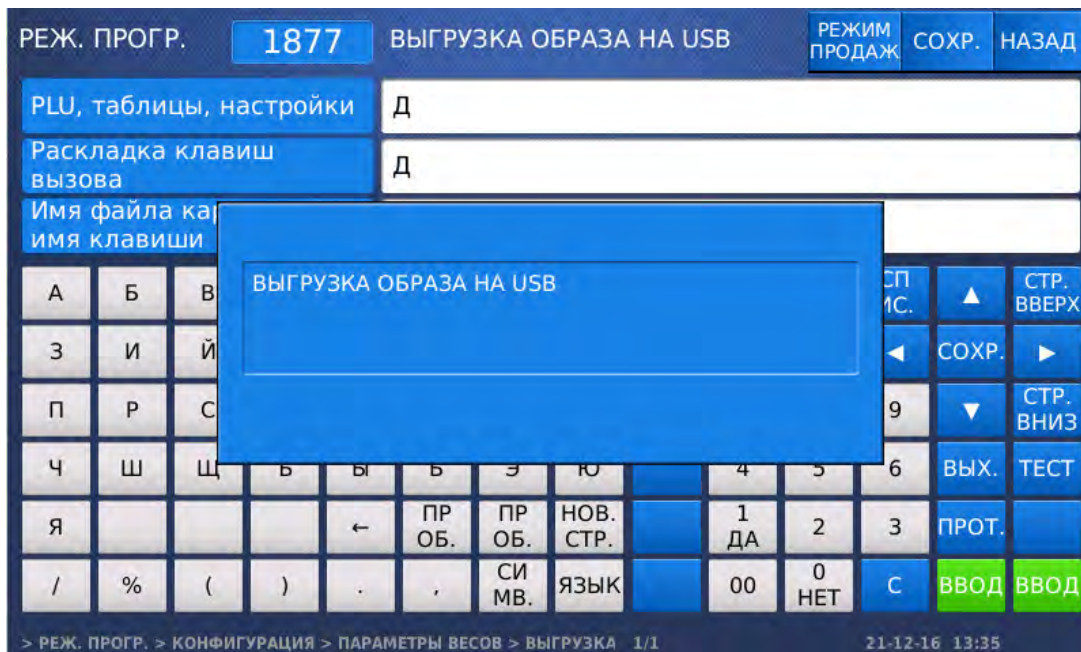 РЕЖ. ПРОГР.
1877
ВЫГРУЗКА ОБРАЗА НА USB
РЕЖИМ
ПРОДАЖ
СОХР.
НАЗАД
PLU, таблицы, настройки
Д
Раскладка клавиш
вызова
Д
Имя файла
имя клавиши
ВЫГРУЗКА ОБРАЗА НА USB
А Б В ▲ СТР.
ВВЕРХ
З И Й ◀ СОХР. ▶
П Р С 9 ▼ СТР.
ВНИЗ
Ч Ш Щ Ъ Ы Ь Э Ю 4 5 6 ВЫХ. ТЕСТ
Я ← ПР
ОБ.
ПР
ОБ.
НОВ.
СТР.
1
ДА
2 3 ПРОТ.
/ % ( ) . , СИ
МВ.
ЯЗЫК 00 0
НЕТ
С ВВОД ВВОД
> РЕЖ. ПРОГР. > КОНФИГУРАЦИЯ > ПАРАМЕТРЫ ВЕСОВ > ВЫГРУЗКА 1/1 21-12-16 13:35